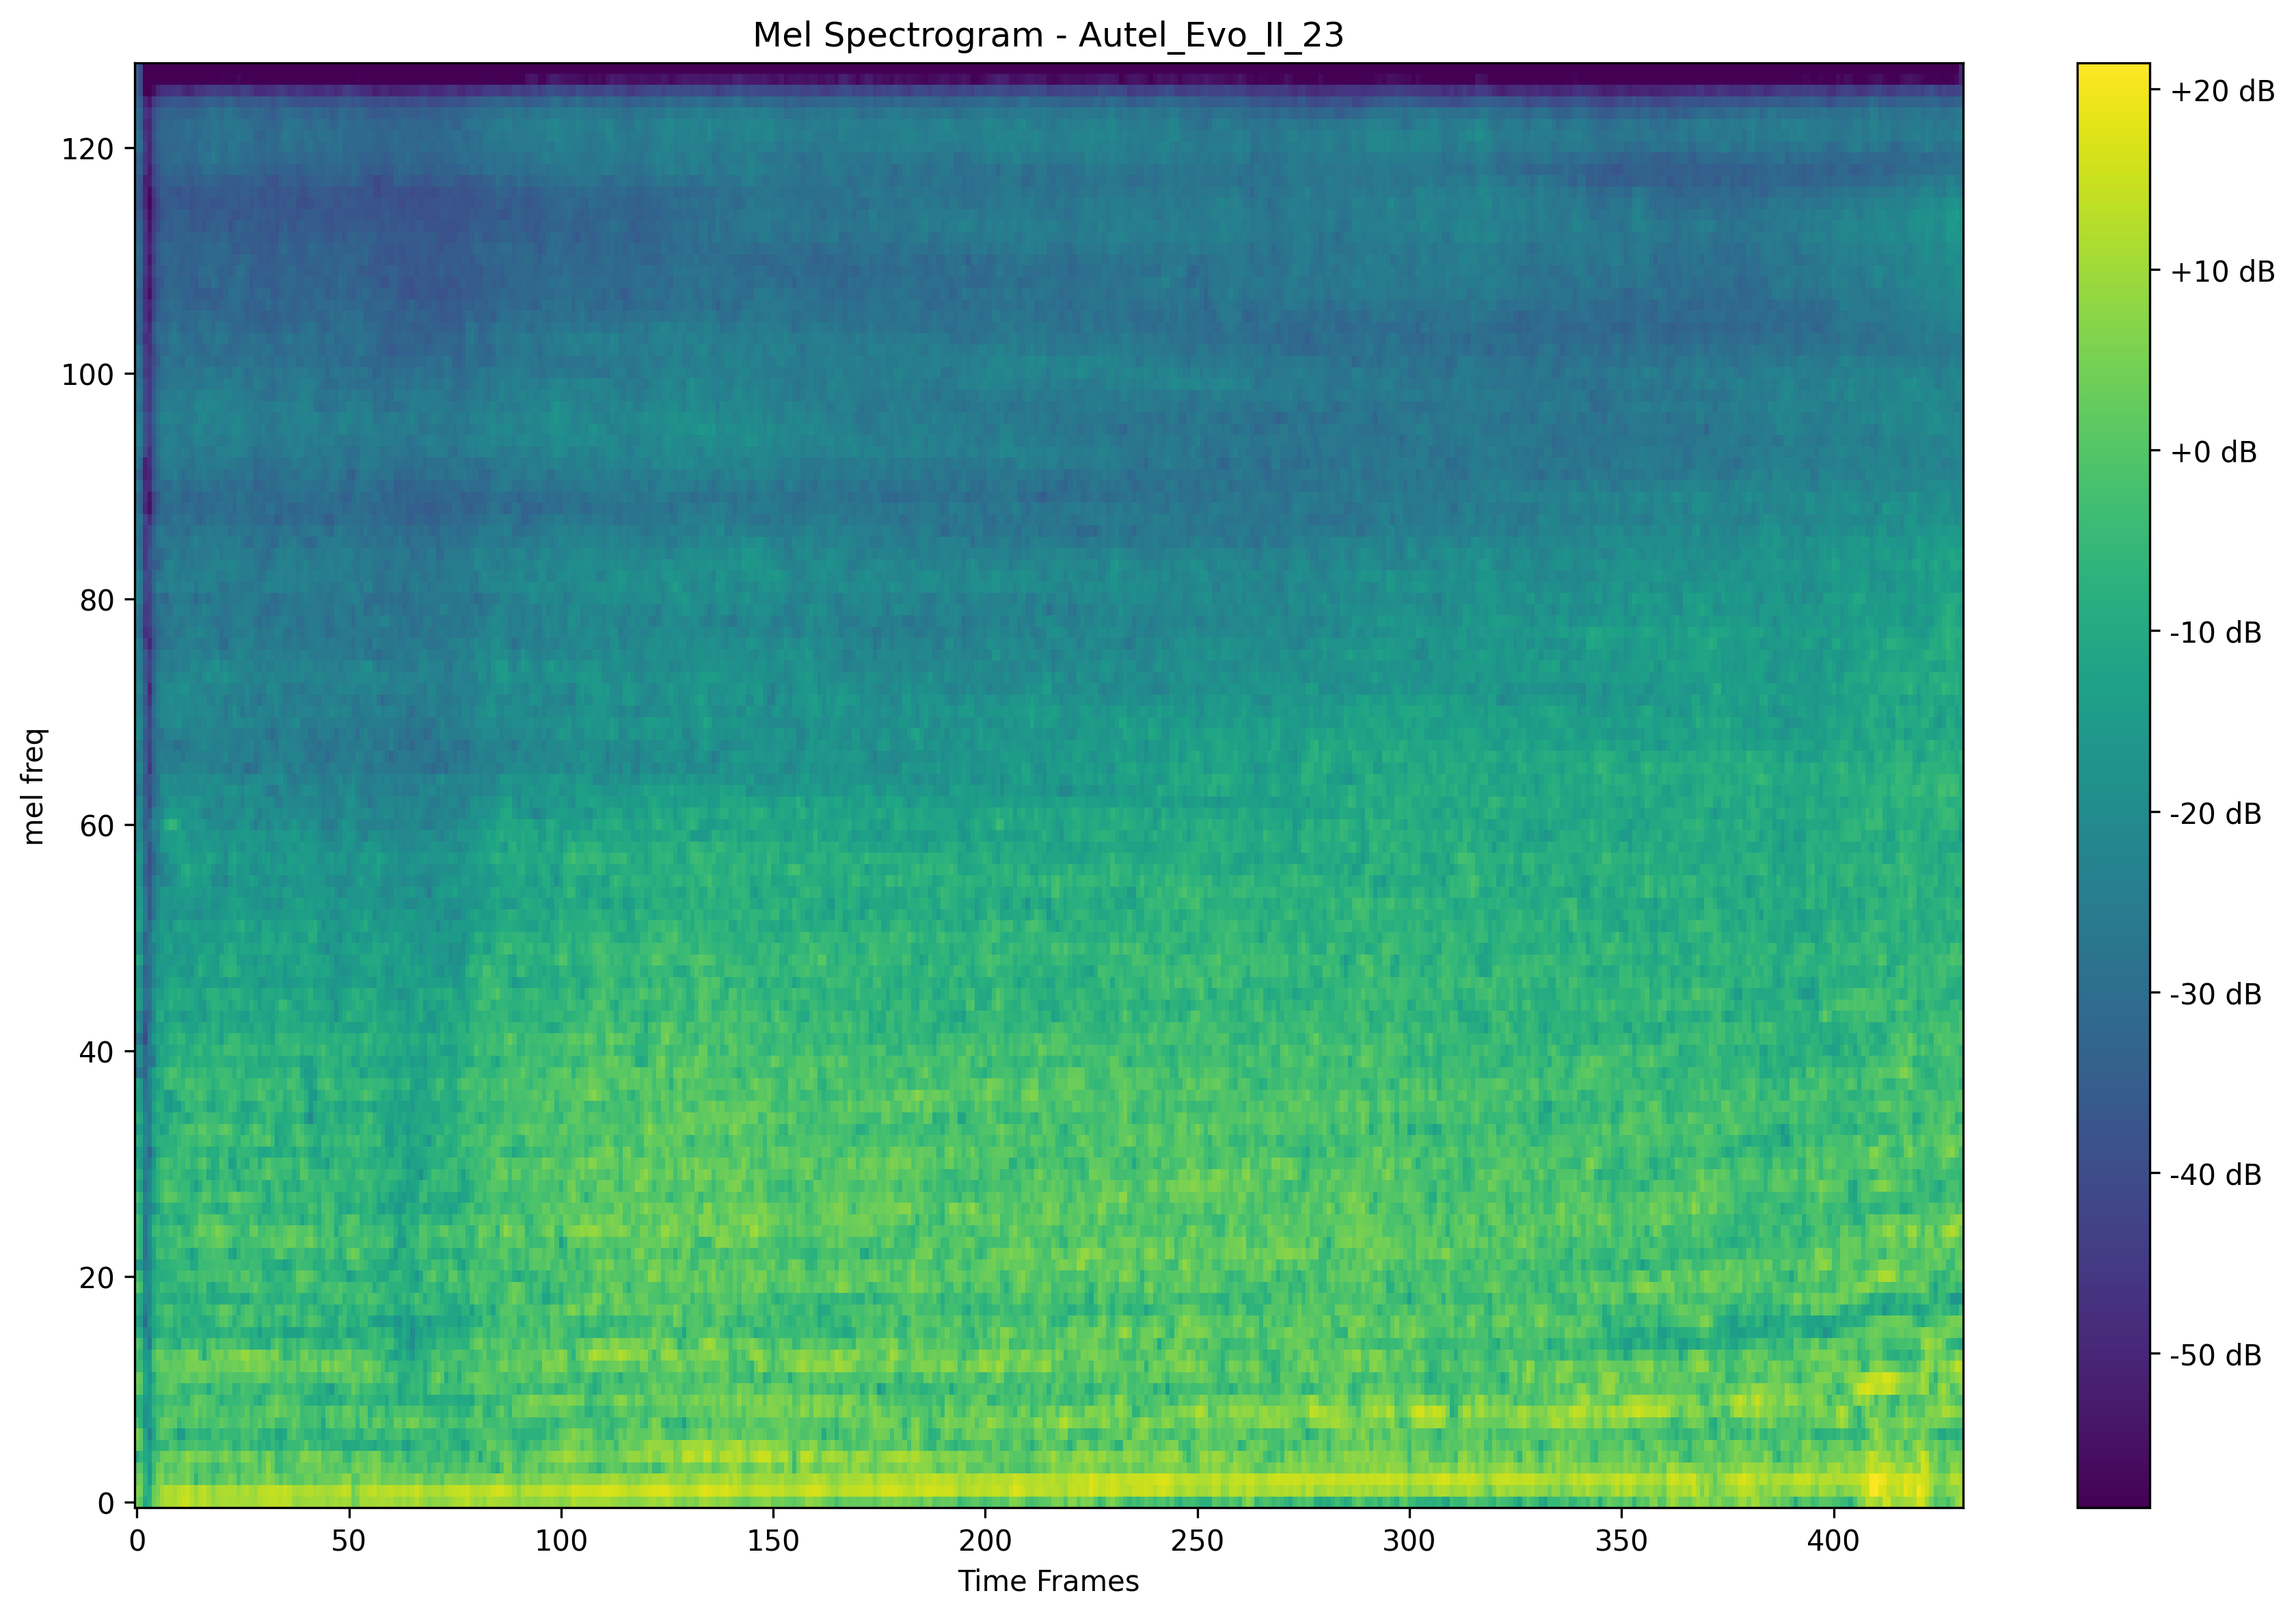 Mel Spectrogram - Autel_Evo_II_23
mel freq
120
100
80
60
40
20
0
0 50 100 150 200 250 300 350 400
Time Frames
+20 dB
+10 dB
+0 dB
-10 dB
-20 dB
-30 dB
-40 dB
-50 dB